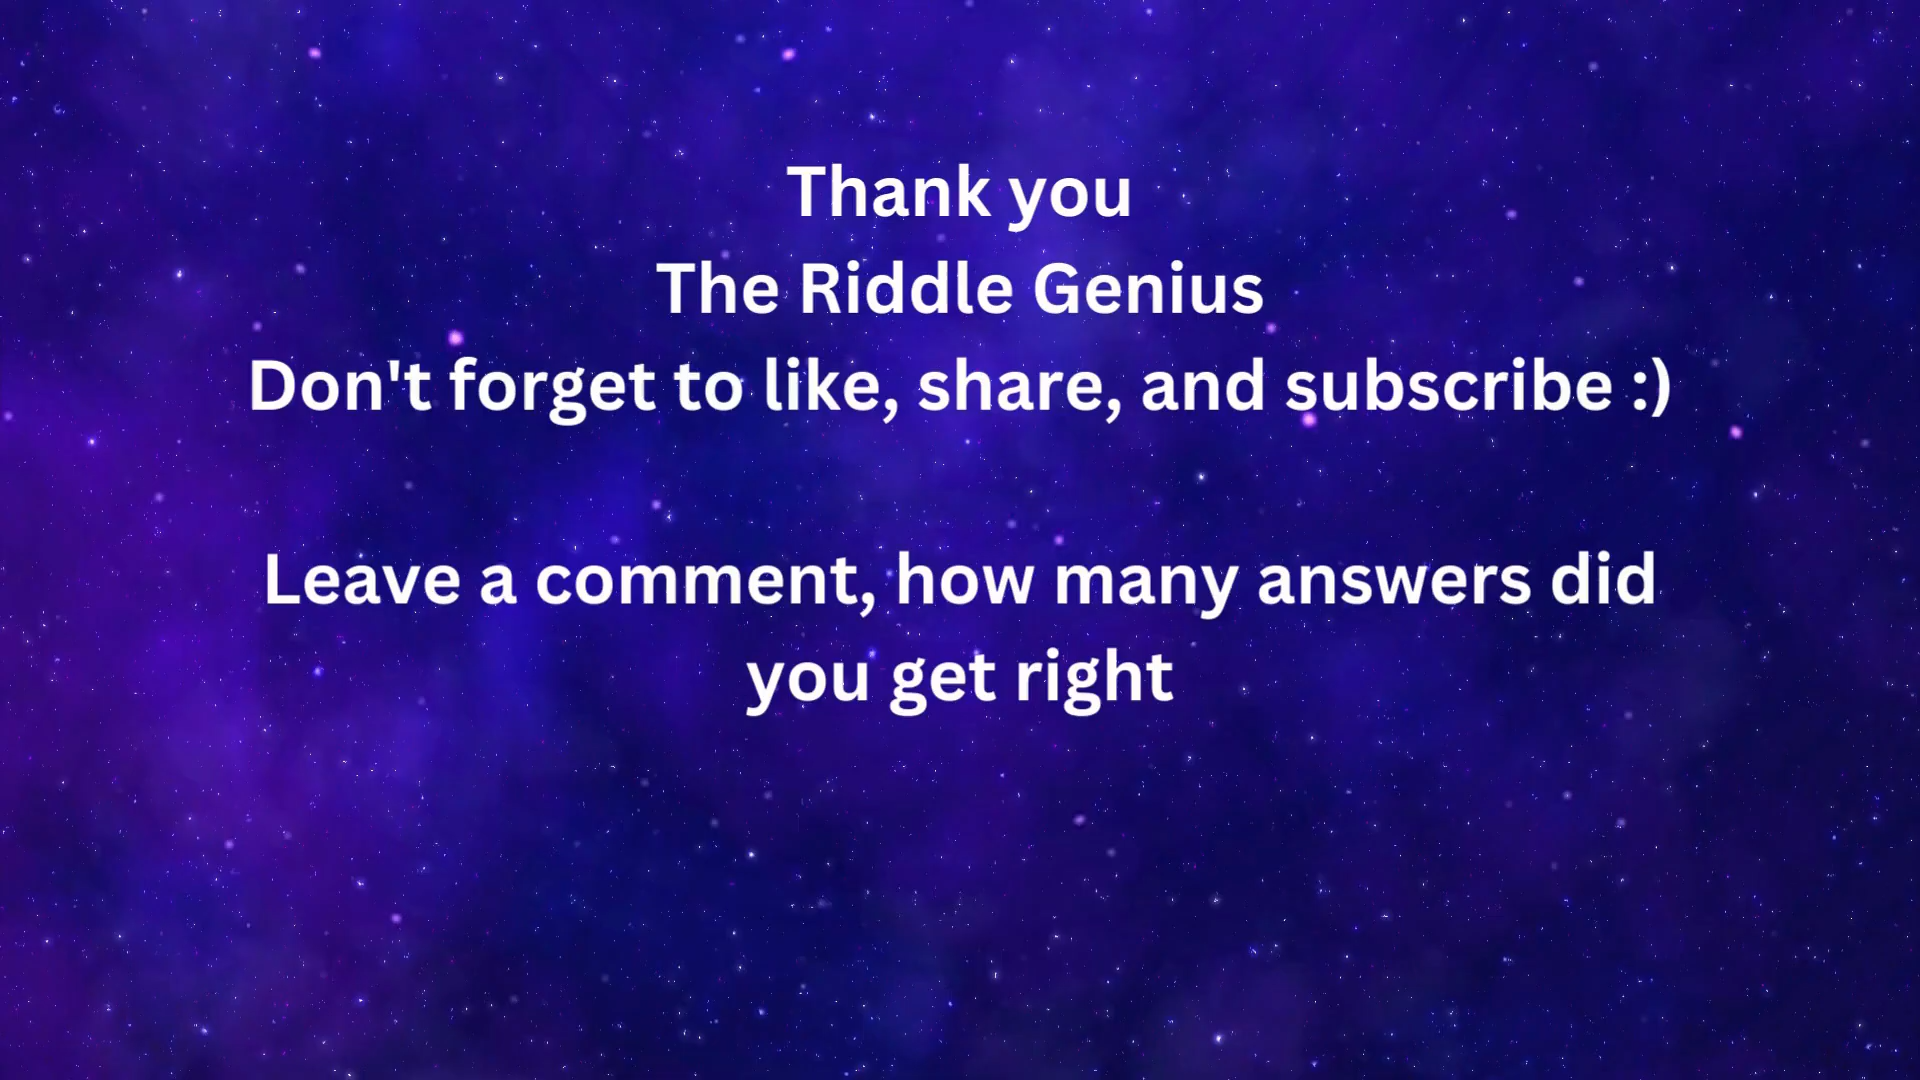 Thank you
The Riddle Genius
Don't forget to like, share, and subscribe :)
Leave a comment, how many answers did
you get right